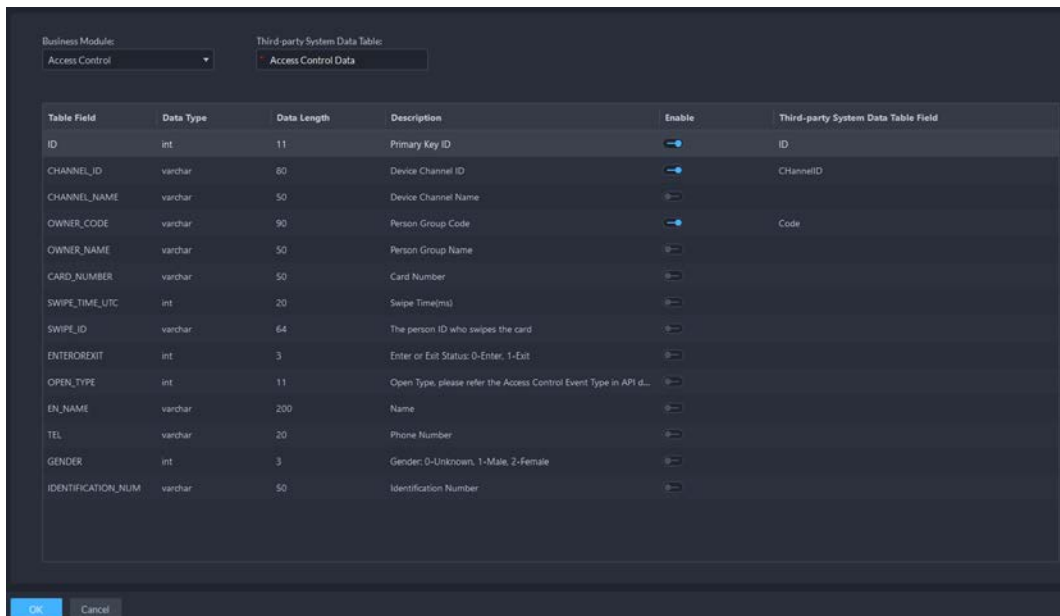 Business Module: Third-party System Data Table:
Access Control * Access Control Data
Table Field Data Type Data Length Description Enable Third-party System Data Table Field
ID int 11 Primary Key ID ID
CHANNEL_ID varchar 80 Device Channel ID CHannelID
CHANNEL_NAME varchar 50 Device Channel Name
OWNER_CODE varchar 90 Person Group Code Code
OWNER_NAME varchar 50 Person Group Name
CARD_NUMBER varchar 50 Card Number
SWIPE_TIME_UTC int 20 Swipe Time(ms)
SWIPE_ID varchar 64 The person ID who swipes the card
ENTEROREXIT int 3 Enter or Exit Status: 0-Enter, 1-Exit
OPEN_TYPE int 11 Open Type, please refer the Access Control Event Type in API d...
EN_NAME varchar 200 Name
TEL varchar 20 Phone Number
GENDER int 3 Gender: 0-Unknown, 1-Male, 2-Female
IDENTIFICATION_NUM varchar 50 Identification Number
OK Cancel